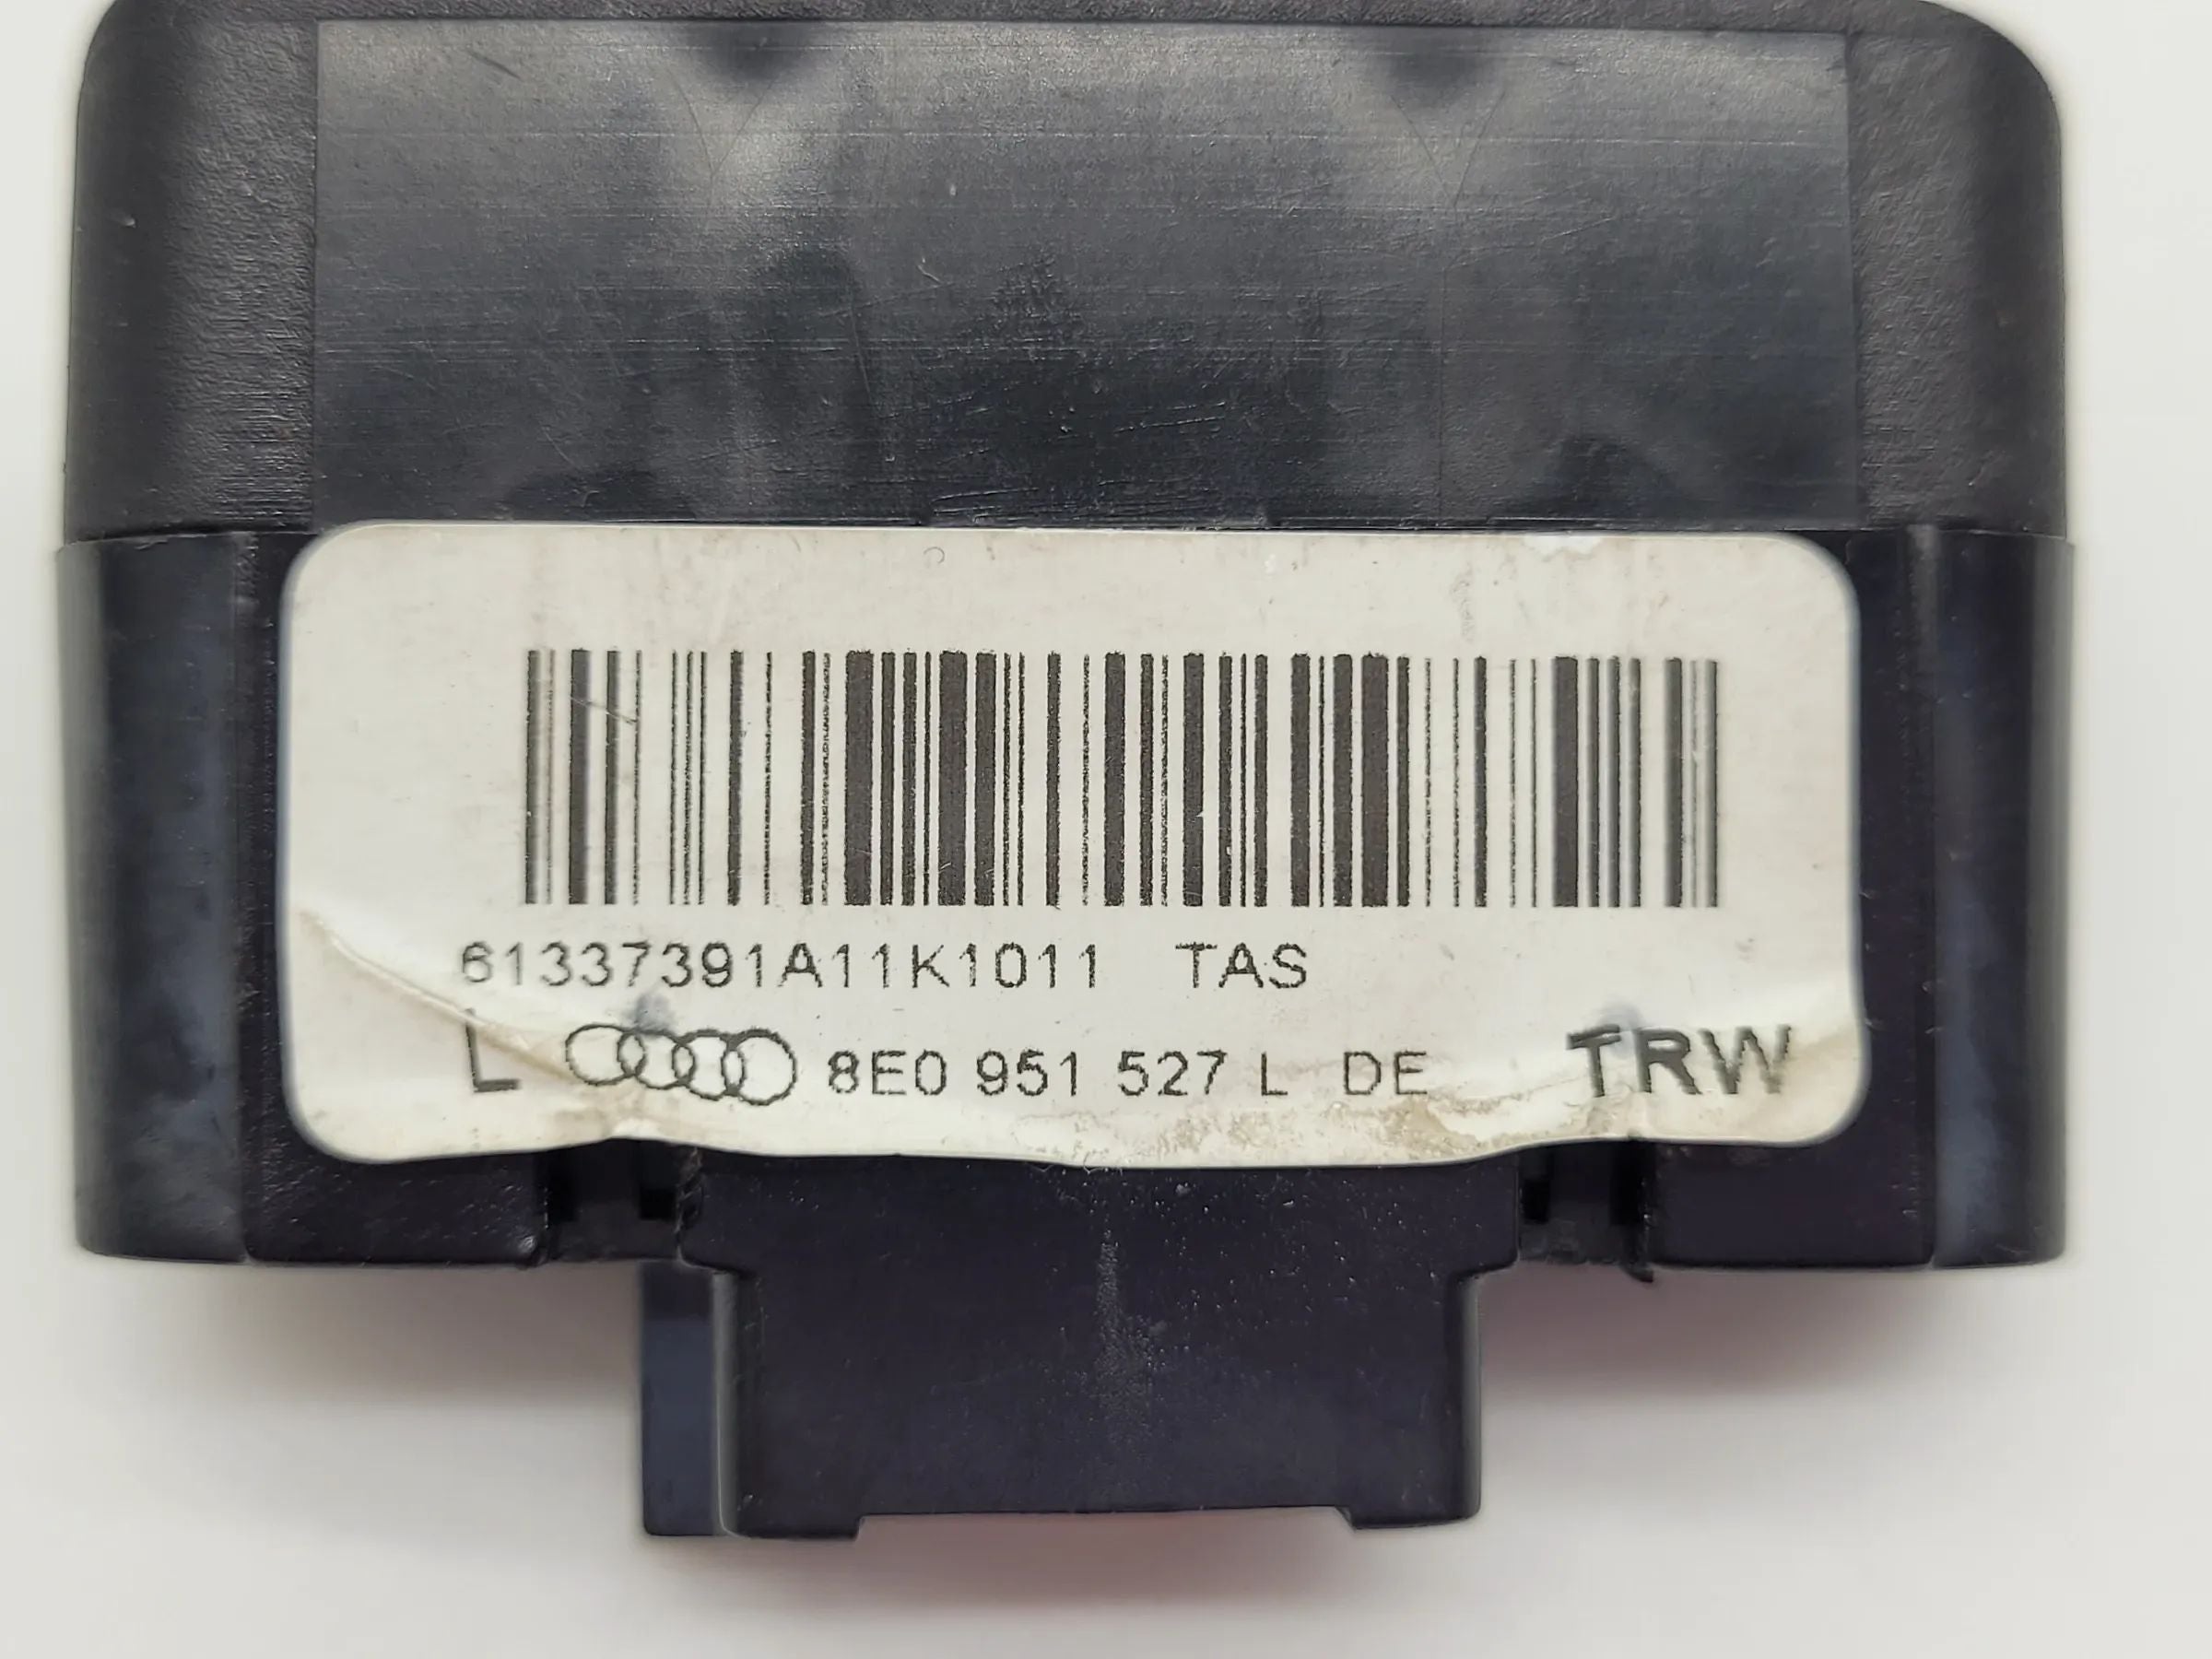 61337391A11K1011 TAS
L 8E0 951 527 L DE TRW